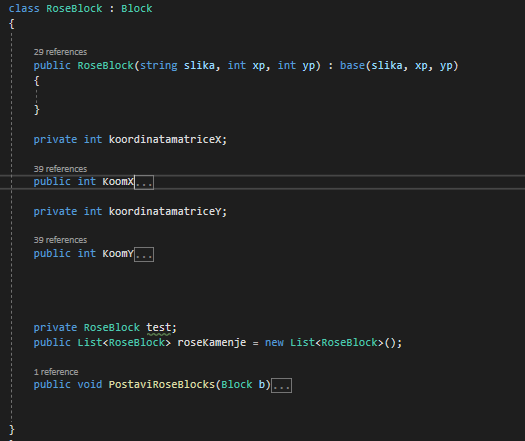 class RoseBlock : Block
{
29 references
public RoseBlock(string slika, int xp, int yp) : base(slika, xp, yp)
{
}
private int koordinatamatriceX;
39 references
public int KoomX...
private int koordinatamatriceY;
39 references
public int KoomY...
private RoseBlock test;
public List<RoseBlock> roseKamenje = new List<RoseBlock>();
1 reference
public void PostaviRoseBlocks(Block b)...
}